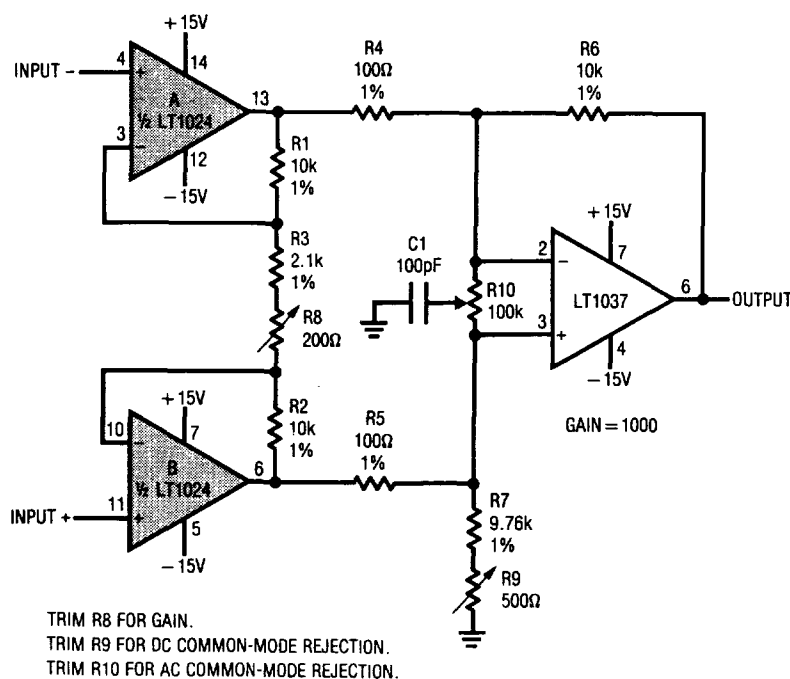 +15V
INPUT −
4
+
14
A
½ LT1024
13
3
−
12
−15V
R4
100Ω
1%
R6
10k
1%
R1
10k
1%
R3
2.1k
1%
R8
200Ω
C1
100pF
R10
100k
+15V
2
−
7
LT1037
6
OUTPUT
3
+
4
−15V
GAIN = 1000
+15V
10
−
7
R2
10k
1%
B
½ LT1024
6
R5
100Ω
1%
INPUT +
11
+
5
−15V
R7
9.76k
1%
R9
500Ω
TRIM R8 FOR GAIN.
TRIM R9 FOR DC COMMON-MODE REJECTION.
TRIM R10 FOR AC COMMON-MODE REJECTION.